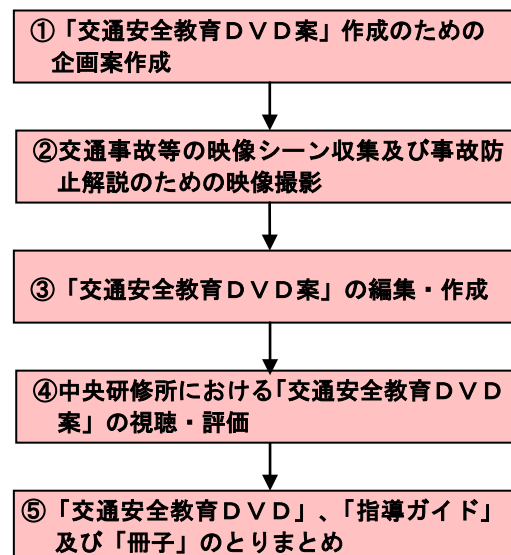 ①「交通安全教育ＤＶＤ案」作成のための
企画案作成
②交通事故等の映像シーン収集及び事故防
止解説のための映像撮影
③「交通安全教育ＤＶＤ案」の編集・作成
④中央研修所における「交通安全教育ＤＶＤ
案」の視聴・評価
⑤「交通安全教育ＤＶＤ」、「指導ガイド」
及び「冊子」のとりまとめ